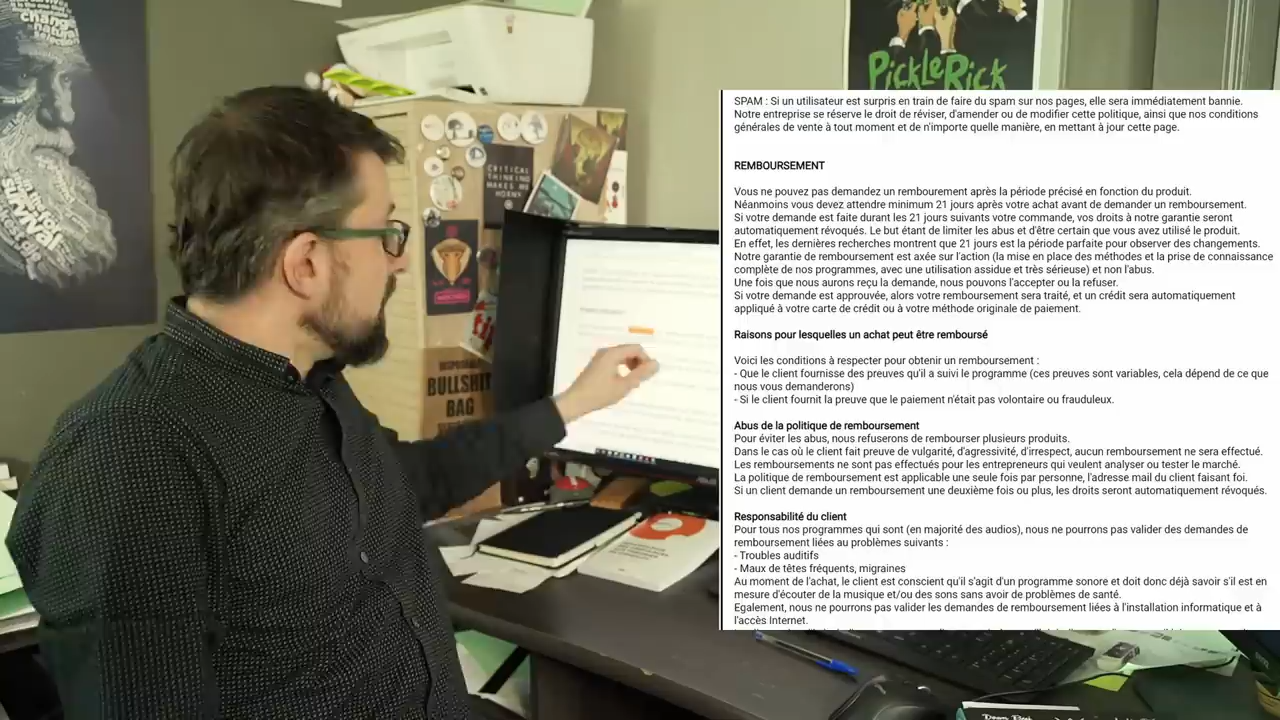 change
natural
selection
PICKLE RICK
CRITICAL
THINKING
MAKES ME
HORNY
BULLSHIT
BAG
SPAM : Si un utilisateur est surpris en train de faire du spam sur nos pages, elle sera immédiatement bannie.
Notre entreprise se réserve le droit de réviser, d'amender ou de modifier cette politique, ainsi que nos conditions
générales de vente à tout moment et de n'importe quelle manière, en mettant à jour cette page.
REMBOURSEMENT
Vous ne pouvez pas demandez un rembourement après la période précisé en fonction du produit.
Néanmoins vous devez attendre minimum 21 jours après votre achat avant de demander un remboursement.
Si votre demande est faite durant les 21 jours suivants votre commande, vos droits à notre garantie seront
automatiquement révoqués. Le but étant de limiter les abus et d'être certain que vous avez utilisé le produit.
En effet, les dernières recherches montrent que 21 jours est la période parfaite pour observer des changements.
Notre garantie de remboursement est axée sur l'action (la mise en place des méthodes et la prise de connaissance
complète de nos programmes, avec une utilisation assidue et très sérieuse) et non l'abus.
Une fois que nous aurons reçu la demande, nous pouvons l'accepter ou la refuser.
Si votre demande est approuvée, alors votre remboursement sera traité, et un crédit sera automatiquement
appliqué à votre carte de crédit ou à votre méthode originale de paiement.
Raisons pour lesquelles un achat peut être remboursé
Voici les conditions à respecter pour obtenir un remboursement :
- Que le client fournisse des preuves qu'il a suivi le programme (ces preuves sont variables, cela dépend de ce que
nous vous demanderons)
- Si le client fournit la preuve que le paiement n'était pas volontaire ou frauduleux.
Abus de la politique de remboursement
Pour éviter les abus, nous refuserons de rembourser plusieurs produits.
Dans le cas où le client fait preuve de vulgarité, d'agressivité, d'irrespect, aucun remboursement ne sera effectué.
Les remboursements ne sont pas effectués pour les entrepreneurs qui veulent analyser ou tester le marché.
La politique de remboursement est applicable une seule fois par personne, l'adresse mail du client faisant foi.
Si un client demande un remboursement une deuxième fois ou plus, les droits seront automatiquement révoqués.
Responsabilité du client
Pour tous nos programmes qui sont (en majorité des audios), nous ne pourrons pas valider des demandes de
remboursement liées au problèmes suivants :
- Troubles auditifs
- Maux de têtes fréquents, migraines
Au moment de l'achat, le client est conscient qu'il s'agit d'un programme sonore et doit donc déjà savoir s'il est en
mesure d'écouter de la musique et/ou des sons sans avoir de problèmes de santé.
Egalement, nous ne pourrons pas valider les demandes de remboursement liées à l'installation informatique et à
l'accès Internet.